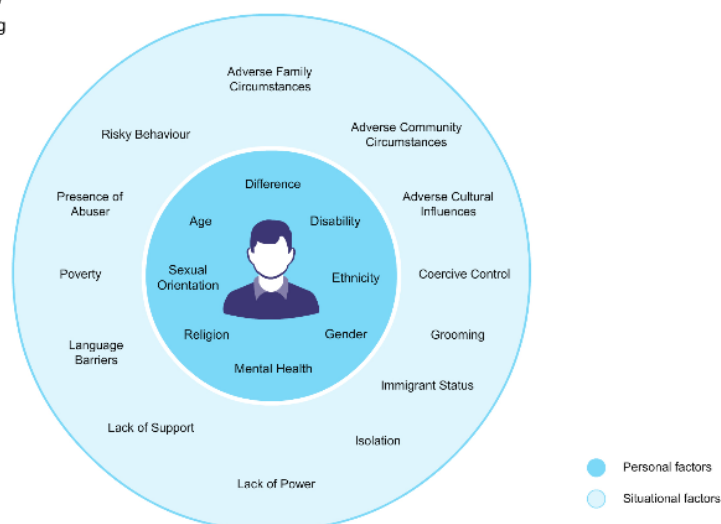 g
Adverse Family
Circumstances
Risky Behaviour
Adverse Community
Circumstances
Difference
Presence of
Abuser
Adverse Cultural
Influences
Age
Disability
Poverty
Sexual
Orientation
Ethnicity
Coercive Control
Religion
Gender
Grooming
Language
Barriers
Mental Health
Immigrant Status
Lack of Support
Isolation
Lack of Power
Personal factors
Situational factors